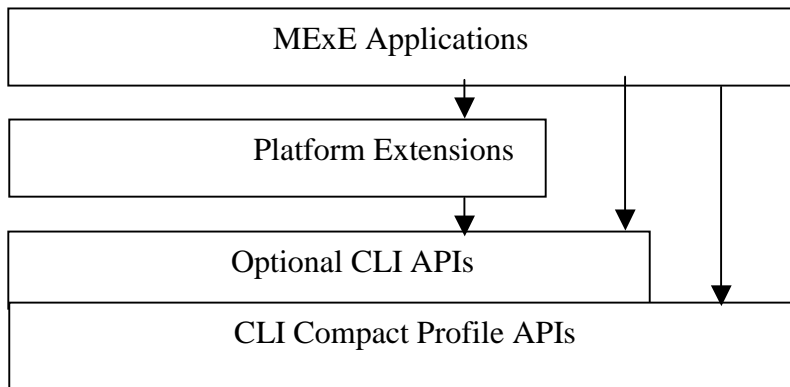 MExE Applications
Platform Extensions
Optional CLI APIs
CLI Compact Profile APIs